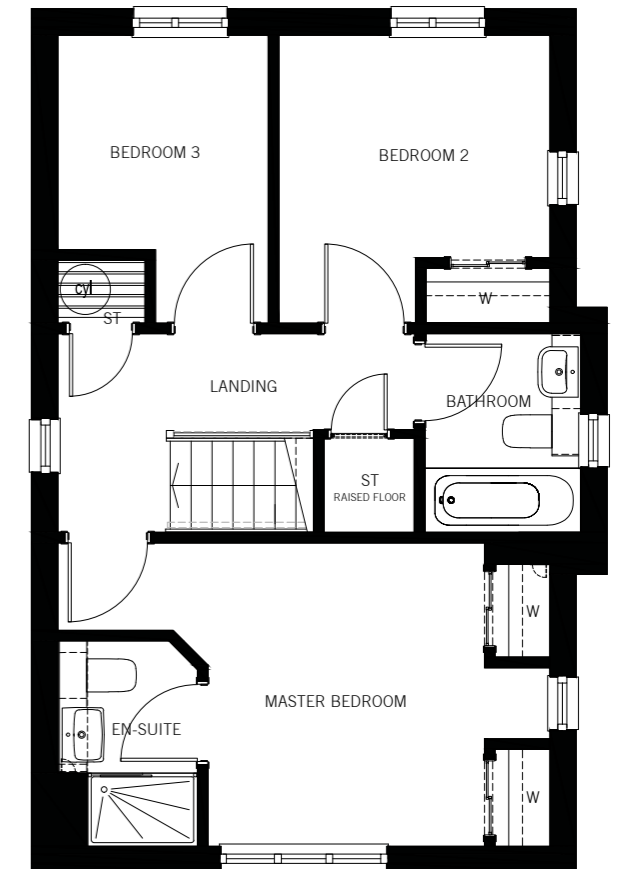 BEDROOM 3
BEDROOM 2
cyl
ST
W
LANDING
BATHROOM
ST
RAISED FLOOR
W
MASTER BEDROOM
EN-SUITE
W